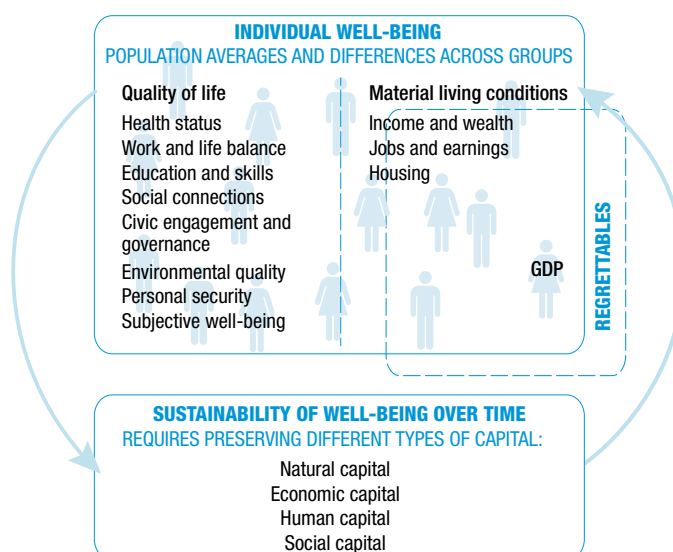 INDIVIDUAL WELL-BEING
POPULATION AVERAGES AND DIFFERENCES ACROSS GROUPS
Quality of life
Health status
Work and life balance
Education and skills
Social connections
Civic engagement and
governance
Environmental quality
Personal security
Subjective well-being
Material living conditions
Income and wealth
Jobs and earnings
Housing
GDP
REGRETTABLES
SUSTAINABILITY OF WELL-BEING OVER TIME
REQUIRES PRESERVING DIFFERENT TYPES OF CAPITAL:
Natural capital
Economic capital
Human capital
Social capital